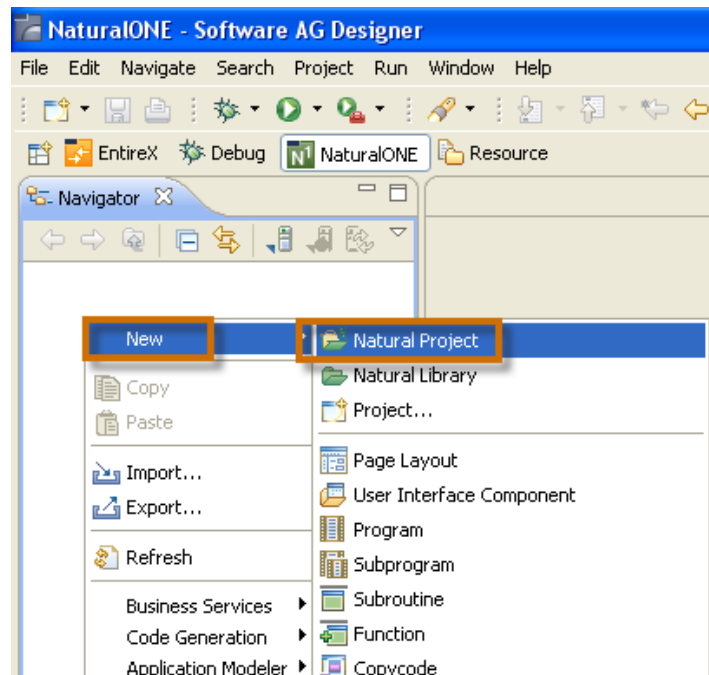 NaturalONE - Software AG Designer
File Edit Navigate Search Project Run Window Help
EntireX Debug N1 NaturalONE Resource
Navigator
New
Natural Project
Natural Library
Copy
Project...
Paste
Page Layout
Import...
User Interface Component
Export...
Program
Refresh
Subprogram
Business Services
Subroutine
Code Generation
Function
Application Modeler
Copycode